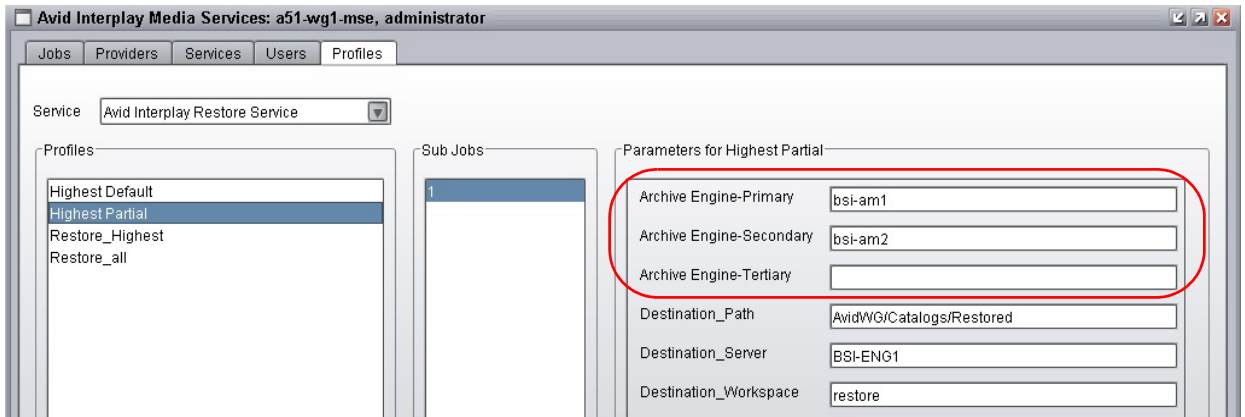 Avid Interplay Media Services: a51-wg1-mse, administrator
Jobs Providers Services Users Profiles
Service Avid Interplay Restore Service
Profiles Sub Jobs Parameters for Highest Partial
Highest Default
Highest Partial
Restore_Highest
Restore_all
1
Archive Engine-Primary bsi-am1
Archive Engine-Secondary bsi-am2
Archive Engine-Tertiary
Destination_Path AvidWG/Catalogs/Restored
Destination_Server BSI-ENG1
Destination_Workspace restore